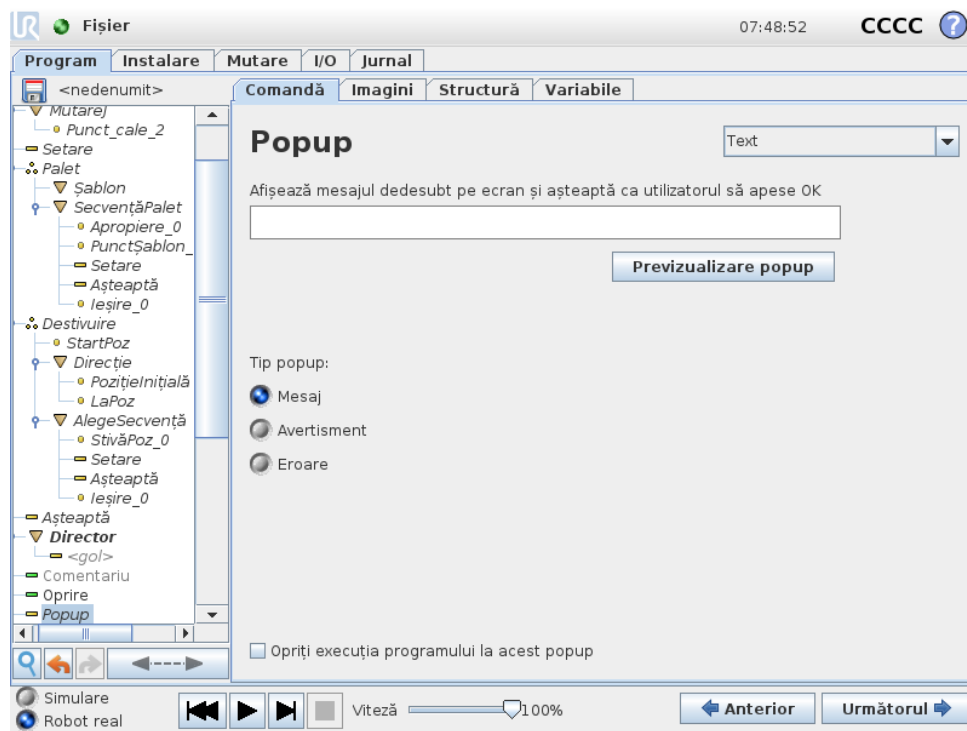 UR Fișier 07:48:52 CCCC ?
Program Instalare Mutare I/O Jurnal
<nedenumit>
Comandă Imagini Structură Variabile
MutareJ
Punct_cale_2
Setare
Palet
Șablon
SecvențăPalet
Apropiere_0
PunctȘablon_
Setare
Așteaptă
Ieșire_0
Destivuire
StartPoz
Direcție
PozițieInițială
LaPoz
AlegeSecvență
StivăPoz_0
Setare
Așteaptă
Ieșire_0
Așteaptă
Director
<gol>
Comentariu
Oprire
Popup
Popup
Text
Afișează mesajul dedesubt pe ecran și așteaptă ca utilizatorul să apese OK
Previzualizare popup
Tip popup:
Mesaj
Avertisment
Eroare
Opriți execuția programului la acest popup
Simulare
Robot real
Viteză 100%
Anterior
Următorul